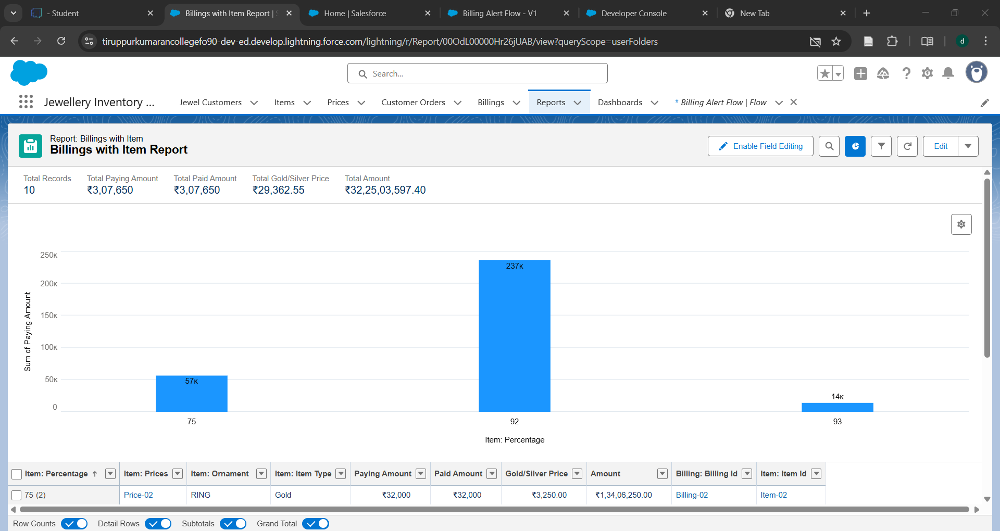 - Student
Billings with Item Report |
Home | Salesforce
Billing Alert Flow - V1
Developer Console
New Tab
tiruppurkumarancollegefo90-dev-ed.develop.lightning.force.com/lightning/r/Report/00OdL00000Hr26jUAB/view?queryScope=userFolders
d
Search...
Jewellery Inventory ...
Jewel Customers
Items
Prices
Customer Orders
Billings
Reports
Dashboards
* Billing Alert Flow | Flow
Report: Billings with Item
Billings with Item Report
Enable Field Editing
Edit
Total Records
10
Total Paying Amount
₹3,07,650
Total Paid Amount
₹3,07,650
Total Gold/Silver Price
₹29,362.55
Total Amount
₹32,25,03,597.40
Sum of Paying Amount
250K
200K
150K
100K
50K
0
57K
237K
14K
75
92
93
Item: Percentage
Item: Percentage ↑
Item: Prices
Item: Ornament
Item: Item Type
Paying Amount
Paid Amount
Gold/Silver Price
Amount
Billing: Billing Id
Item: Item Id
75 (2)
Price-02
RING
Gold
₹32,000
₹32,000
₹3,250.00
₹1,34,06,250.00
Billing-02
Item-02
Row Counts
Detail Rows
Subtotals
Grand Total